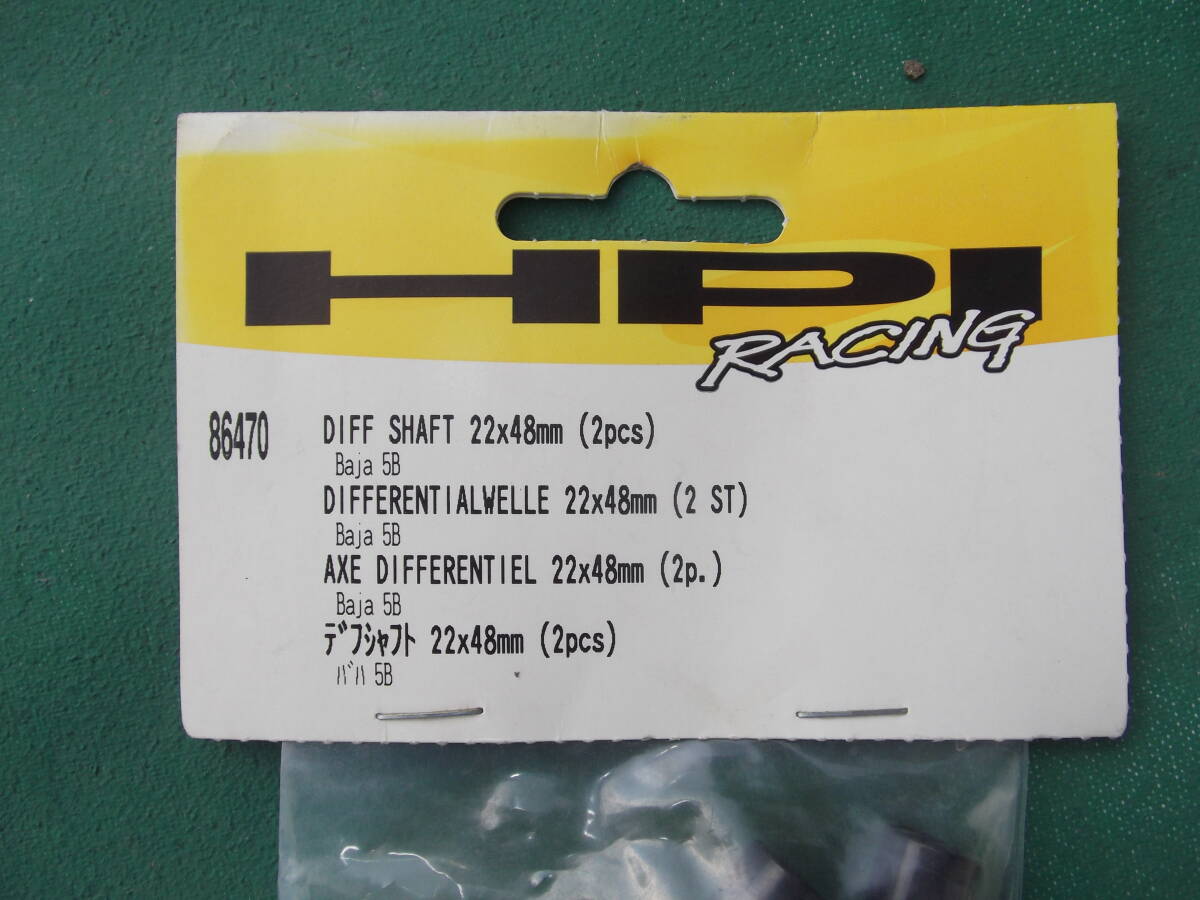 HPI
RACING
86470
DIFF SHAFT 22x48mm (2pcs)
Baja 5B
DIFFERENTIALWELLE 22x48mm (2 ST)
Baja 5B
AXE DIFFERENTIEL 22x48mm (2p.)
Baja 5B
デフシャフト 22x48mm (2pcs)
バハ 5B